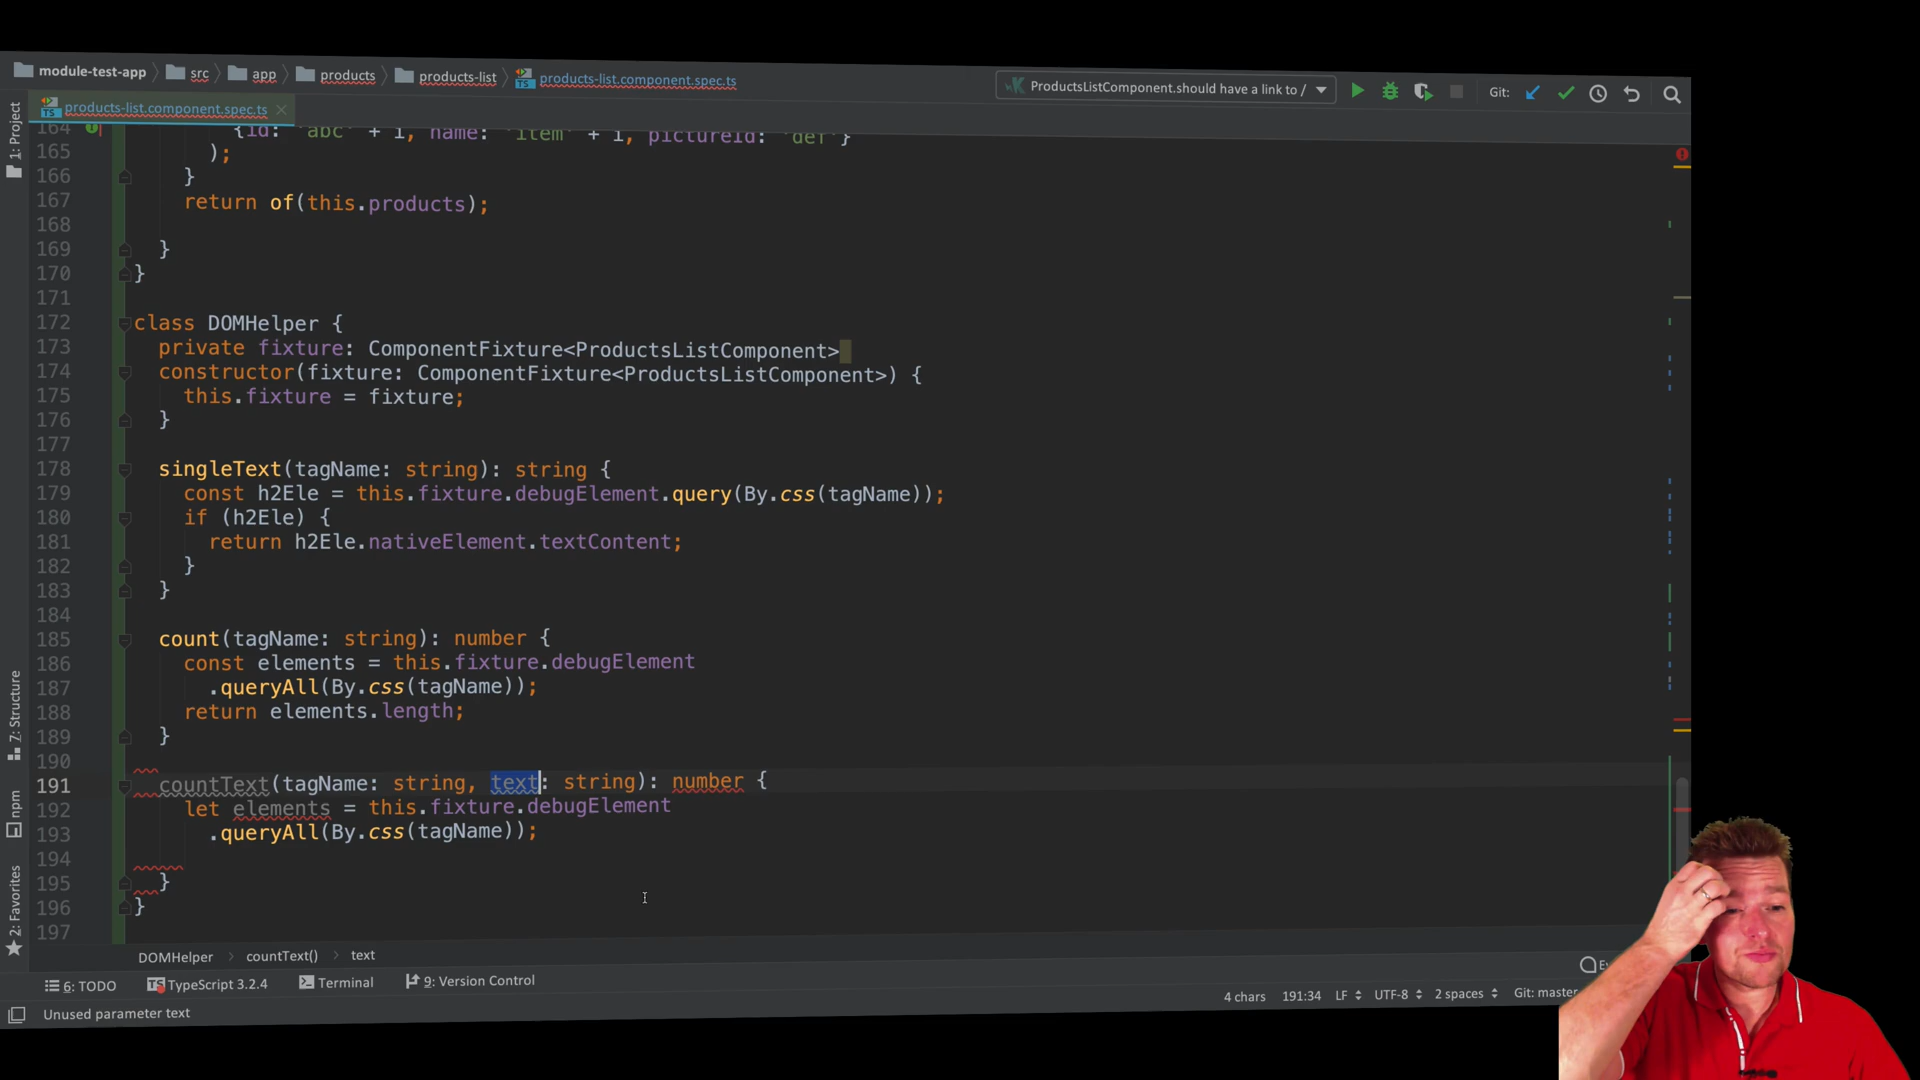 module-test-app src app products products-list products-list.component.spec.ts
ProductsListComponent.should have a link to /
Git:
products-list.component.spec.ts
1: Project
7: Structure
npm
2: Favorites
164 {id: 'abc' + i, name: 'item' + i, pictureId: 'def'}
165 );
166 }
167 return of(this.products);
168
169 }
170 }
171
172 class DOMHelper {
173 private fixture: ComponentFixture<ProductsListComponent>
174 constructor(fixture: ComponentFixture<ProductsListComponent>) {
175 this.fixture = fixture;
176 }
177
178 singleText(tagName: string): string {
179 const h2Ele = this.fixture.debugElement.query(By.css(tagName));
180 if (h2Ele) {
181 return h2Ele.nativeElement.textContent;
182 }
183 }
184
185 count(tagName: string): number {
186 const elements = this.fixture.debugElement
187 .queryAll(By.css(tagName));
188 return elements.length;
189 }
190
191 countText(tagName: string, text: string): number {
192 let elements = this.fixture.debugElement
193 .queryAll(By.css(tagName));
194
195 }
196 }
197
DOMHelper countText() text
6: TODO TypeScript 3.2.4 Terminal 9: Version Control
Unused parameter text
4 chars 191:34 LF UTF-8 2 spaces Git: master